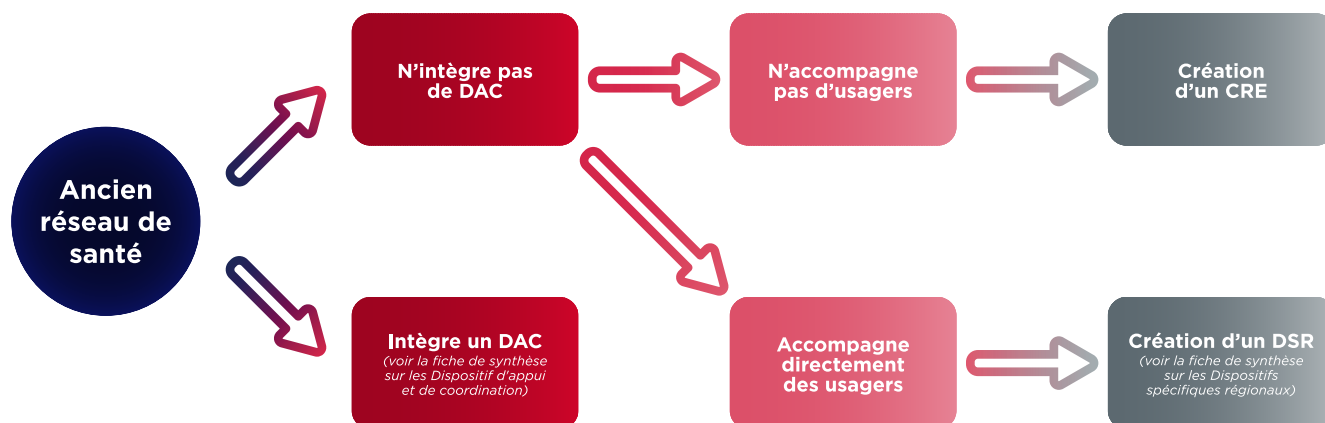 Ancien
réseau de
santé
N'intègre pas
de DAC
N'accompagne
pas d'usagers
Création
d'un CRE
Intègre un DAC
(voir la fiche de synthèse
sur les Dispositif d'appui
et de coordination)
Accompagne
directement
des usagers
Création d'un DSR
(voir la fiche de synthèse
sur les Dispositifs
spécifiques régionaux)